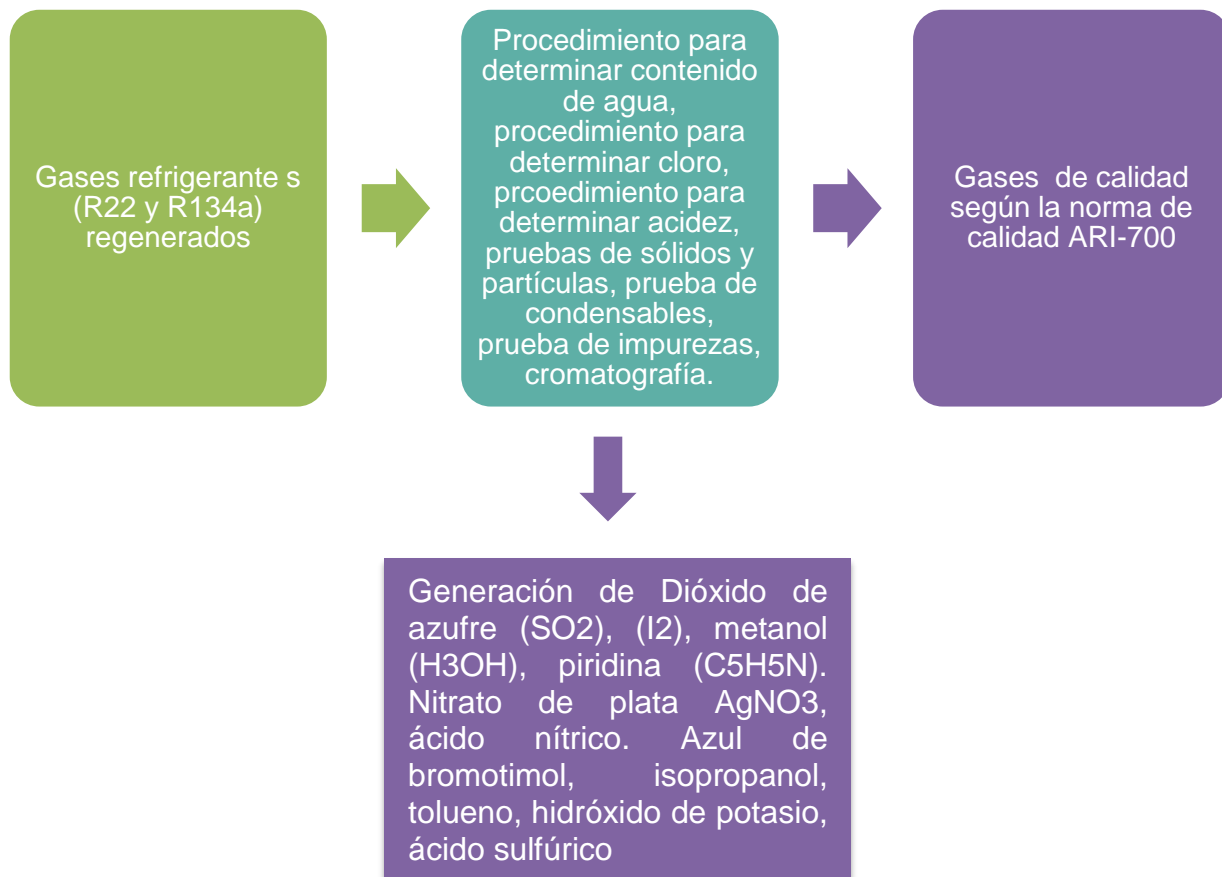 Gases refrigerante s
(R22 y R134a)
regenerados
Procedimiento para
determinar contenido
de agua,
procedimiento para
determinar cloro,
prcoedimiento para
determinar acidez,
pruebas de sólidos y
partículas, prueba de
condensables,
prueba de impurezas,
cromatografía.
Gases de calidad
según la norma de
calidad ARI-700
Generación de Dióxido de
azufre (SO2), (I2), metanol
(H3OH), piridina (C5H5N).
Nitrato de plata AgNO3,
ácido nítrico. Azul de
bromotimol, isopropanol,
tolueno, hidróxido de potasio,
ácido sulfúrico